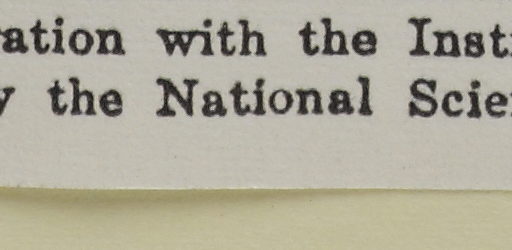 ation with the Inst
y the National Scie